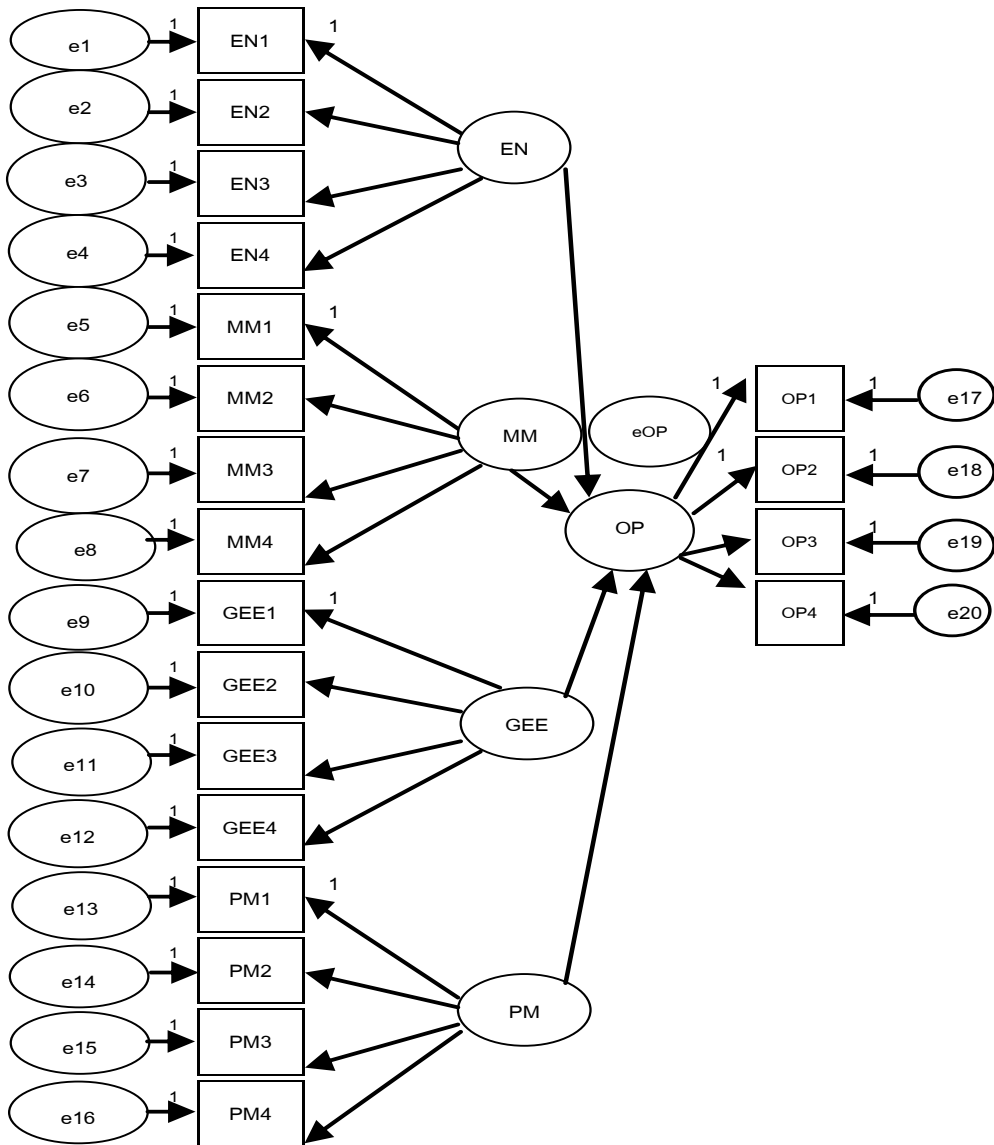 e1 1 EN1 1
e2 1 EN2
EN
e3 1 EN3
e4 1 EN4
e5 1 MM1 1
e6 1 MM2
MM eOP
1 OP1 1 e17
e7 1 MM3
1 OP2 1 e18
OP
e8 1 MM4
OP3 1 e19
e9 1 GEE1 1
OP4 1 e20
e10 1 GEE2
GEE
e11 1 GEE3
e12 1 GEE4
e13 1 PM1 1
e14 1 PM2
PM
e15 1 PM3
e16 1 PM4